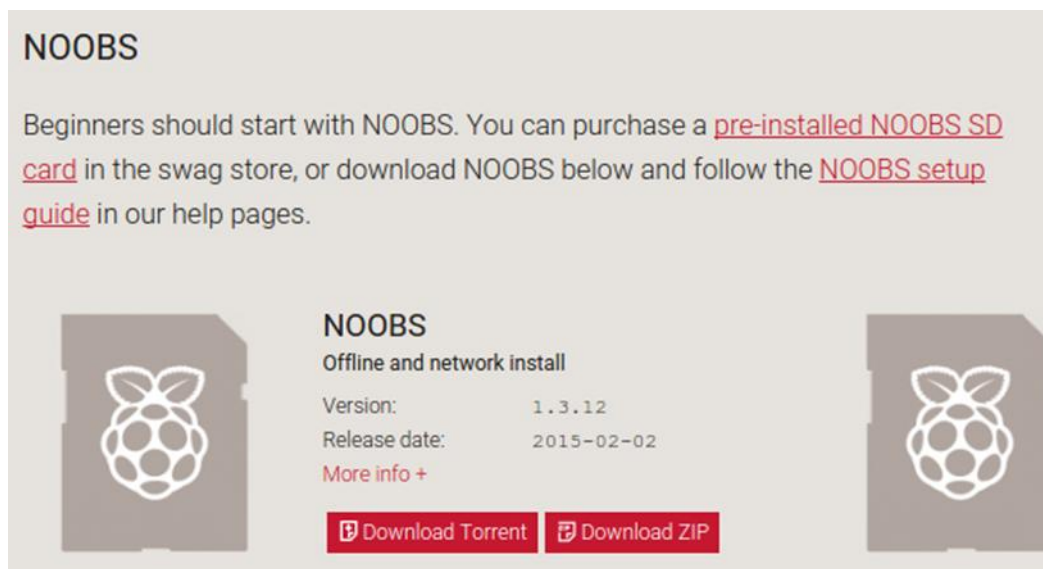 NOOBS
Beginners should start with NOOBS. You can purchase a pre-installed NOOBS SD
card in the swag store, or download NOOBS below and follow the NOOBS setup
guide in our help pages.
NOOBS
Offline and network install
Version: 1.3.12
Release date: 2015-02-02
More info +
Download Torrent Download ZIP